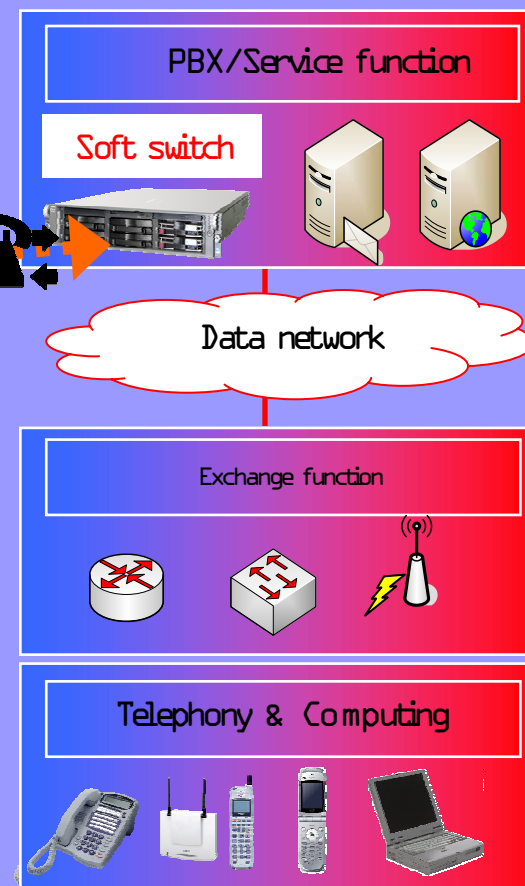 PBX/Service function
Soft switch
Data network
Exchange function
Telephony & Computing